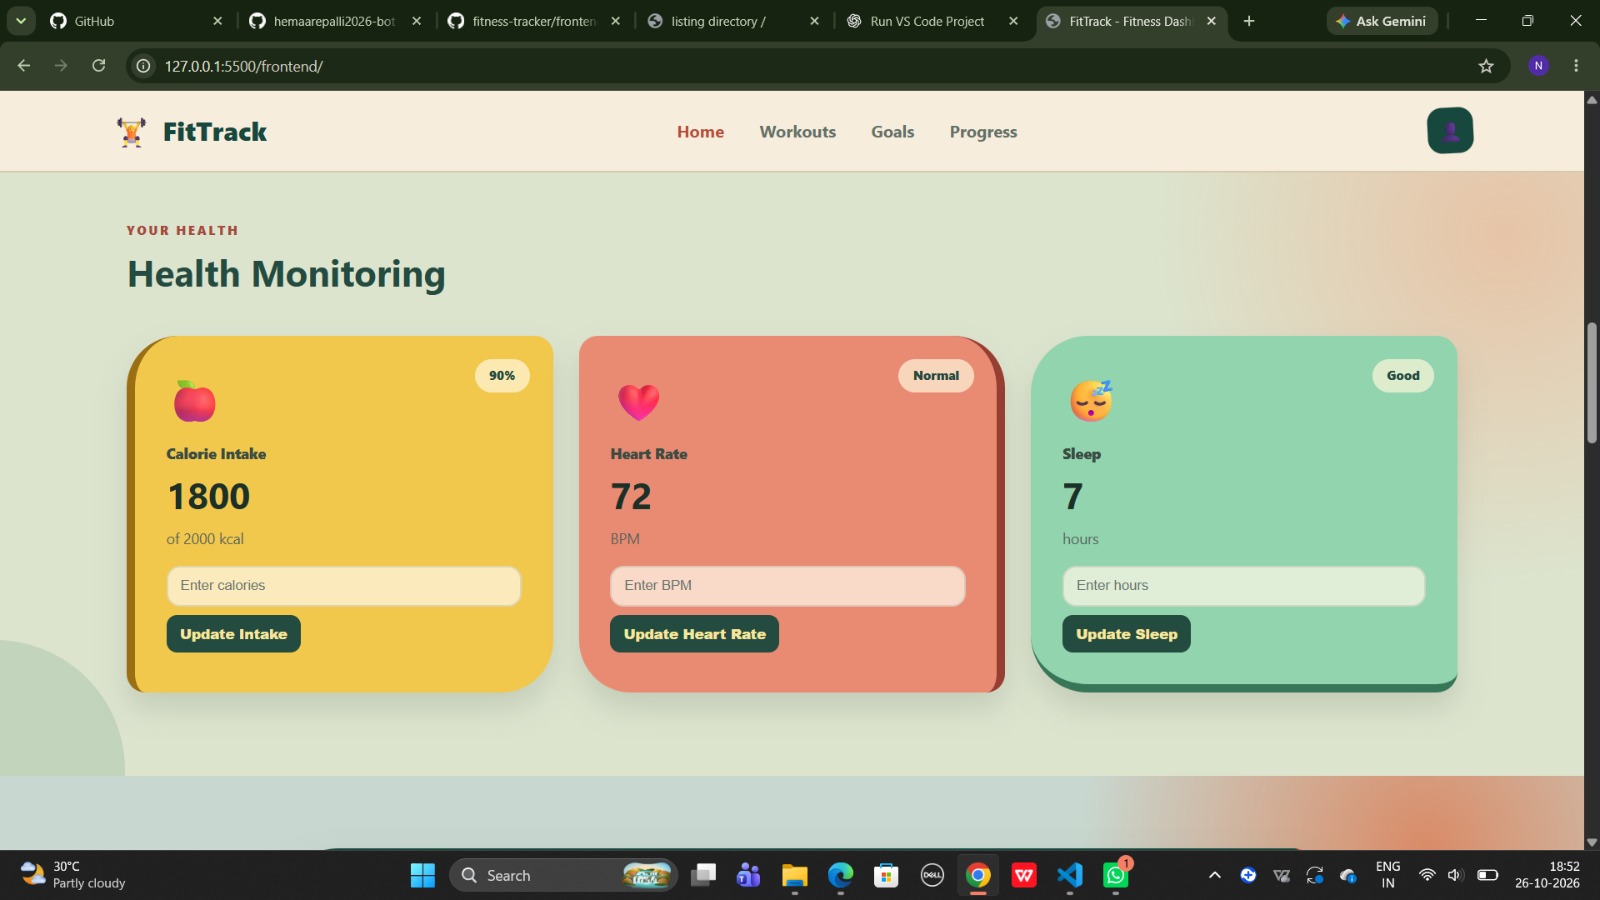 GitHub
hemaarepalli2026-bot
fitness-tracker/fronten
listing directory /
Run VS Code Project
FitTrack - Fitness Dash
Ask Gemini
127.0.0.1:5500/frontend/
N
FitTrack
Home
Workouts
Goals
Progress
YOUR HEALTH
Health Monitoring
90%
Calorie Intake
1800
of 2000 kcal
Enter calories
Update Intake
Normal
Heart Rate
72
BPM
Enter BPM
Update Heart Rate
Good
Sleep
7
hours
Enter hours
Update Sleep
30°C
Partly cloudy
Search
DELL
1
ENG
IN
18:52
26-10-2026